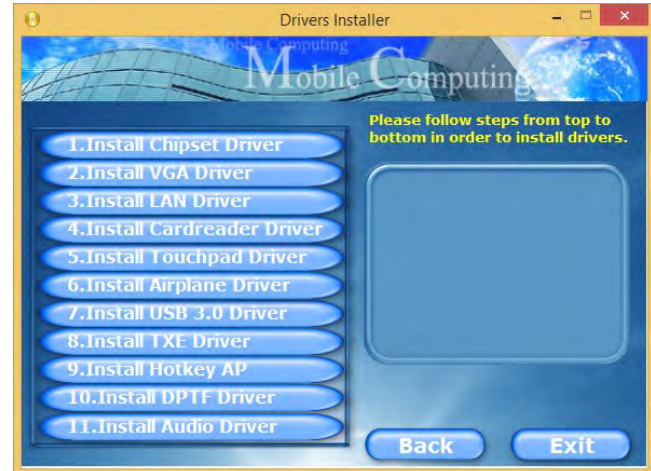 Drivers Installer
Mobile Computing
Mobile Computing
Please follow steps from top to
bottom in order to install drivers.
1.Install Chipset Driver
2.Install VGA Driver
3.Install LAN Driver
4.Install Cardreader Driver
5.Install Touchpad Driver
6.Install Airplane Driver
7.Install USB 3.0 Driver
8.Install TXE Driver
9.Install Hotkey AP
10.Install DPTF Driver
11.Install Audio Driver
Back
Exit